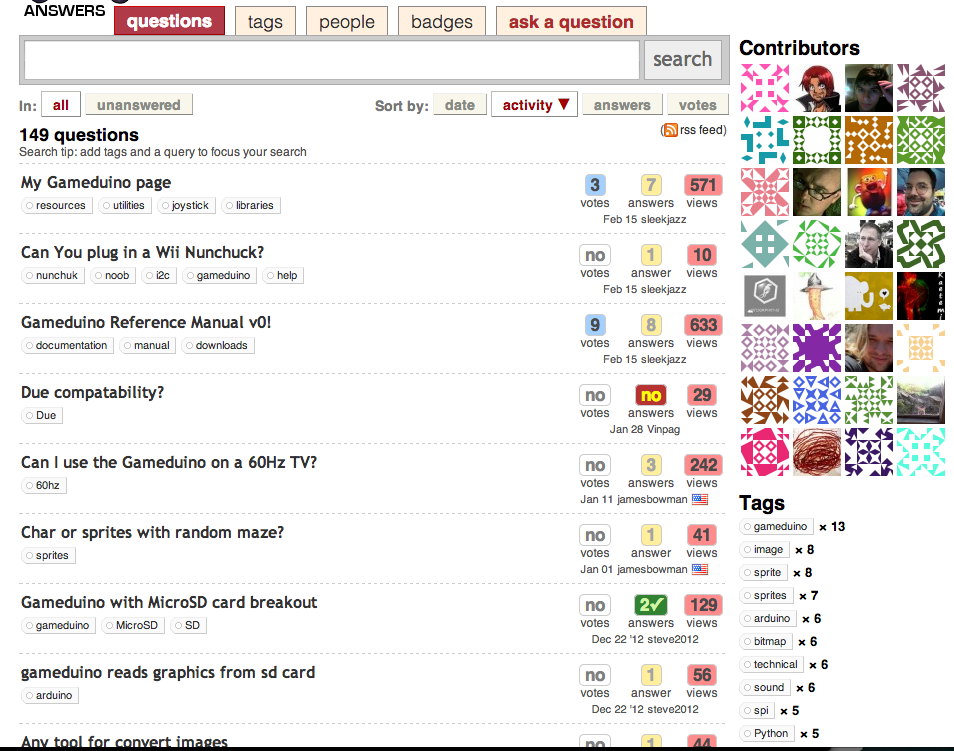 ANSWERS
questions
tags
people
badges
ask a question
search
In: all unanswered
Sort by: date activity ▼ answers votes
149 questions
(rss feed)
Search tip: add tags and a query to focus your search
My Gameduino page
resources utilities joystick libraries
3 7 571
votes answers views
Feb 15 sleekjazz
Can You plug in a Wii Nunchuck?
nunchuk noob i2c gameduino help
no 1 10
votes answer views
Feb 15 sleekjazz
Gameduino Reference Manual v0!
documentation manual downloads
9 8 633
votes answers views
Feb 15 sleekjazz
Due compatability?
Due
no no 29
votes answers views
Jan 28 Vinpag
Can I use the Gameduino on a 60Hz TV?
60hz
no 3 242
votes answers views
Jan 11 jamesbowman
Char or sprites with random maze?
sprites
no 1 41
votes answer views
Jan 01 jamesbowman
Gameduino with MicroSD card breakout
gameduino MicroSD SD
no 2✓ 129
votes answers views
Dec 22 '12 steve2012
gameduino reads graphics from sd card
arduino
no 1 56
votes answer views
Dec 22 '12 steve2012
Any tool for convert images
no 1 44
Contributors
Kaetemi
Tags
gameduino × 13
image × 8
sprite × 8
sprites × 7
arduino × 6
bitmap × 6
technical × 6
sound × 6
spi × 5
Python × 5